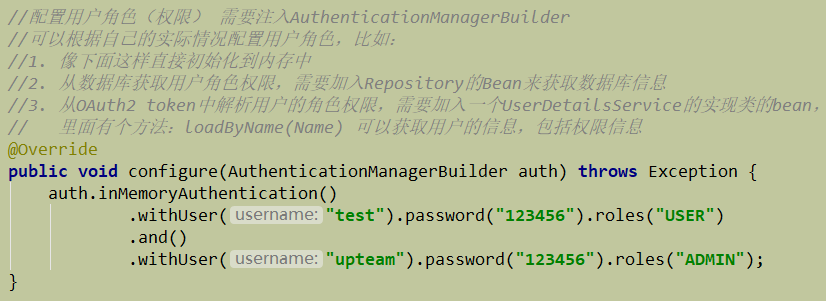 //配置用户角色（权限） 需要注入AuthenticationManagerBuilder
//可以根据自己的实际情况配置用户角色，比如：
//1. 像下面这样直接初始化到内存中
//2. 从数据库获取用户角色权限，需要加入Repository的Bean来获取数据库信息
//3. 从OAuth2 token中解析用户的角色权限，需要加入一个UserDetailsService的实现类的bean，
//   里面有个方法：loadByName(Name) 可以获取用户的信息，包括权限信息
@Override
public void configure(AuthenticationManagerBuilder auth) throws Exception {
    auth.inMemoryAuthentication()
            .withUser( username: "test").password("123456").roles("USER")
            .and()
            .withUser( username: "upteam").password("123456").roles("ADMIN");
}